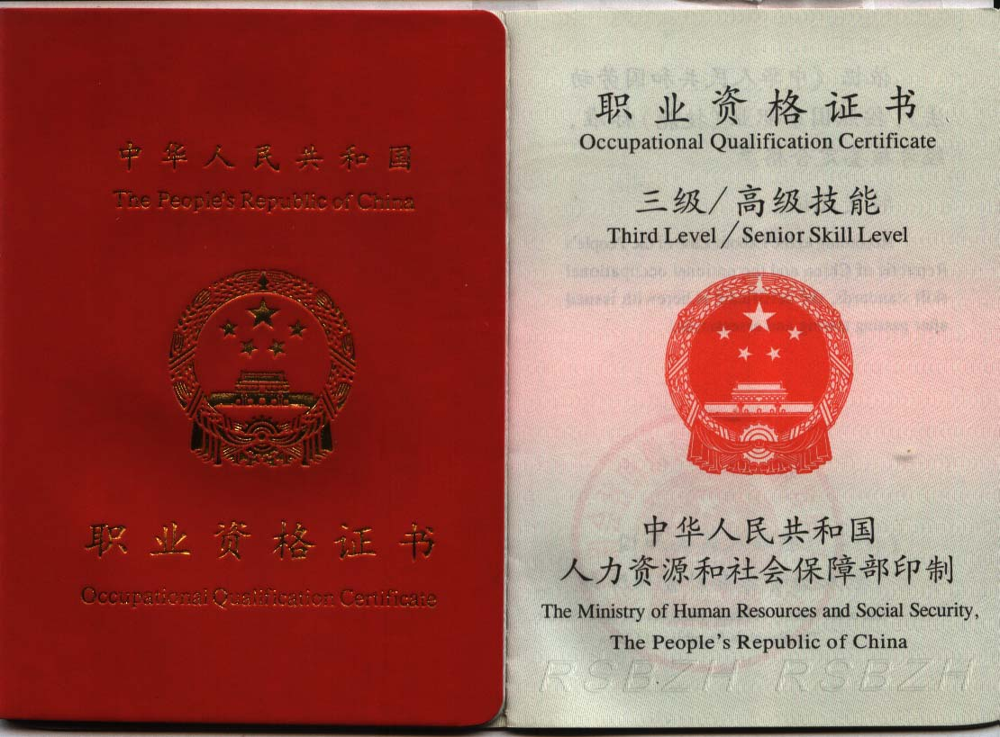 中华人民共和国
The People's Republic of China
职业资格证书
Occupational Qualification Certificate
职业资格证书
Occupational Qualification Certificate
三级/高级技能
Third Level/Senior Skill Level
中华人民共和国
人力资源和社会保障部印制
The Ministry of Human Resources and Social Security,
The People's Republic of China
RSBZH RSBZH